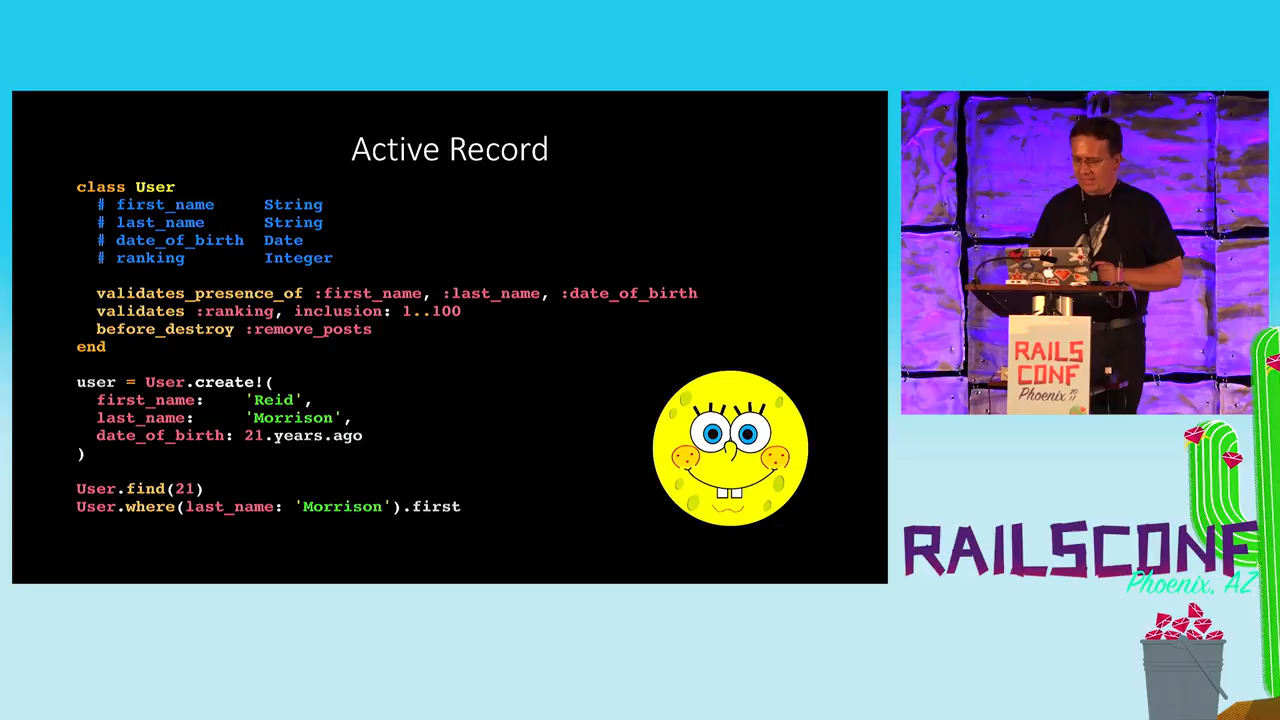 Active Record
class User
# first_name String
# last_name String
# date_of_birth Date
# ranking Integer
validates_presence_of :first_name, :last_name, :date_of_birth
validates :ranking, inclusion: 1..100
before_destroy :remove_posts
end
user = User.create!(
first_name: 'Reid',
last_name: 'Morrison',
date_of_birth: 21.years.ago
)
User.find(21)
User.where(last_name: 'Morrison').first
RAILS
CONF
Phoenix 2017
RAILSCONF
Phoenix, AZ